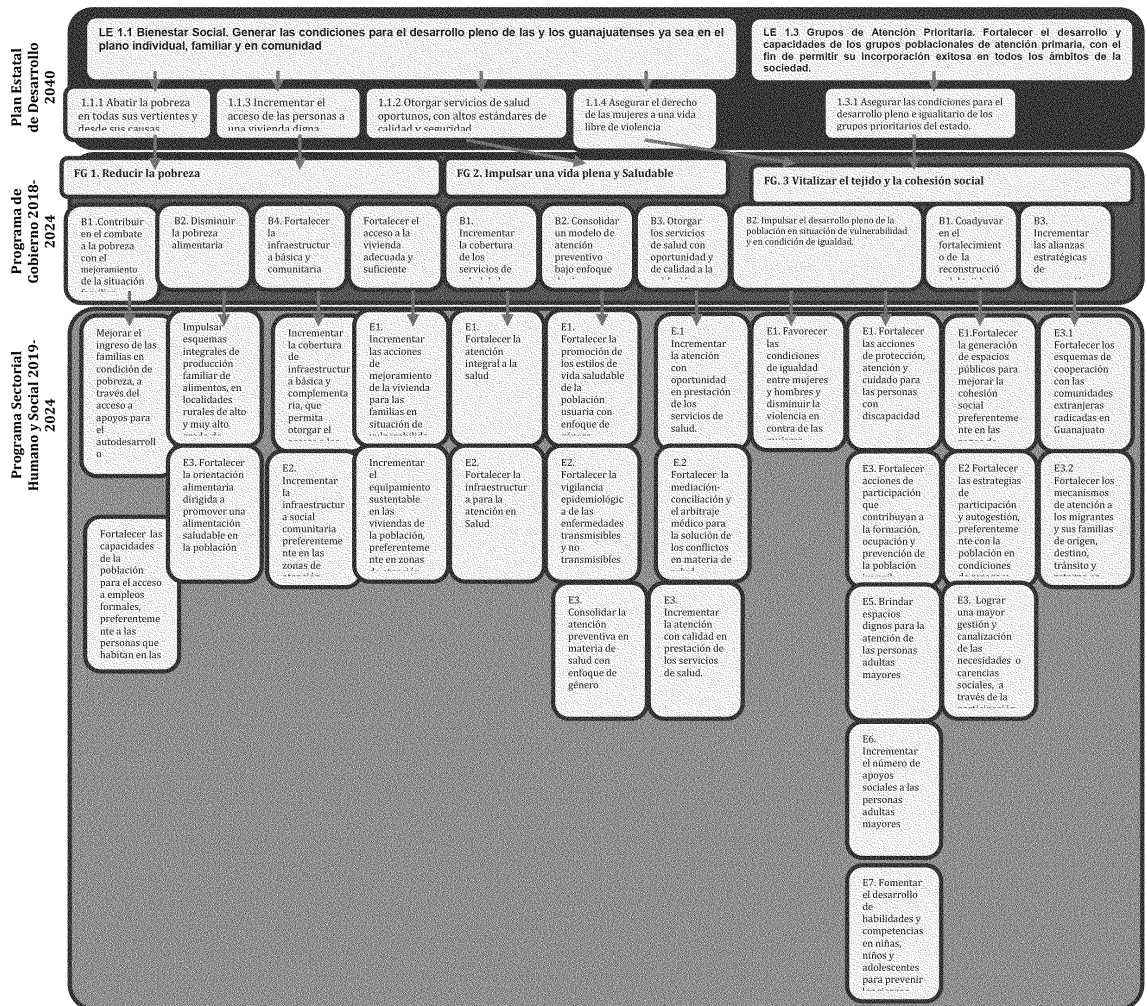 Plan Estatal
de Desarrollo
2040
LE 1.1 Bienestar Social. Generar las condiciones para el desarrollo pleno de las y los guanajuatenses ya sea en el
plano individual, familiar y en comunidad
LE 1.3 Grupos de Atención Prioritaria. Fortalecer el desarrollo y
capacidades de los grupos poblacionales de atención primaria, con el
fin de permitir su incorporación exitosa en todos los ámbitos de la
sociedad.
1.1.1 Abatir la pobreza
en todas sus vertientes y
desde sus causas
1.1.3 Incrementar el
acceso de las personas a
una vivienda digna
1.1.2 Otorgar servicios de salud
oportunos, con altos estándares de
calidad y seguridad
1.1.4 Asegurar el derecho
de las mujeres a una vida
libre de violencia
1.3.1 Asegurar las condiciones para el
desarrollo pleno e igualitario de los
grupos prioritarios del estado.
Programa de
Gobierno 2018-
2024
FG 1. Reducir la pobreza
FG 2. Impulsar una vida plena y Saludable
FG. 3 Vitalizar el tejido y la cohesión social
B1 .Contribuir
en el combate
a la pobreza
con el
mejoramiento
de la situación
B2. Disminuir
la pobreza
alimentaria
B4. Fortalecer
la
infraestructur
a básica y
comunitaria
Fortalecer el
acceso a la
vivienda
adecuada y
suficiente
B1.
Incrementar
la cobertura
de los
servicios de
B2. Consolidar
un modelo de
atención
preventivo
bajo enfoque
B3. Otorgar
los servicios
de salud con
oportunidad y
de calidad a la
B2. Impulsar el desarrollo pleno de la
población en situación de vulnerabilidad
y en condición de igualdad.
B1. Coadyuvar
en el
fortalecimient
o de la
reconstrucció
B3.
Incrementar
las alianzas
estratégicas
de
Programa Sectorial
Humano y Social 2019-
2024
Mejorar el
ingreso de las
familias en
condición de
pobreza, a
través del
acceso a
apoyos para
el
autodesarroll
o
Fortalecer las
capacidades
de la
población
para el acceso
a empleos
formales,
preferenteme
nte a las
personas que
habitan en las
Impulsar
esquemas
integrales de
producción
familiar de
alimentos, en
localidades
rurales de alto
y muy alto
E3. Fortalecer
la orientación
alimentaria
dirigida a
promover una
alimentación
saludable en
la población
Incrementar
la cobertura
de
infraestructur
a básica y
complementa
ria, que
permita
otorgar el
E2.
Incrementar
la
infraestructur
a social
comunitaria
preferenteme
nte en las
zonas de
E1.
Incrementar
las acciones
de
mejoramiento
de la vivienda
para las
familias en
situación de
Incrementar
el
equipamiento
sustentable
en las
viviendas de
la población,
preferenteme
nte en zonas
E1.
Fortalecer la
atención
integral a la
salud
E2.
Fortalecer la
infraestructur
a para la
atención en
Salud
E1.
Fortalecer la
promoción de
los estilos de
vida saludable
de la
población
usuaria con
enfoque de
E2.
Fortalecer la
vigilancia
epidemiológic
a de las
enfermedades
transmisibles
y no
transmisibles
E3.
Consolidar la
atención
preventiva en
materia de
salud con
enfoque de
género
E.1
Incrementar
la atención
con
oportunidad
en prestación
de los
servicios de
salud.
E.2
Fortalecer la
mediación-
conciliación y
el arbitraje
médico para
la solución de
los conflictos
en materia de
E3.
Incrementar
la atención
con calidad en
prestación de
los servicios
de salud.
E1. Favorecer
las
condiciones
de igualdad
entre mujeres
y hombres y
disminuir la
violencia en
contra de las
E1. Fortalecer
las acciones
de protección,
atención y
cuidado para
las personas
con
discapacidad
E3. Fortalecer
acciones de
participación
que
contribuyan a
la formación,
ocupación y
prevención de
la población
E5. Brindar
espacios
dignos para la
atención de
las personas
adultas
mayores
E6.
Incrementar
el número de
apoyos
sociales a las
personas
adultas
mayores
E7. Fomentar
el desarrollo
de
habilidades y
competencias
en niñas,
niños y
adolescentes
para prevenir
E1.Fortalecer
la generación
de espacios
públicos para
mejorar la
cohesión
social
preferenteme
nte en las
E2 Fortalecer
las estrategias
de
participación
y autogestión,
preferenteme
nte con la
población en
condiciones
E3. Lograr
una mayor
gestión y
canalización
de las
necesidades o
carencias
sociales, a
través de la
E3.1
Fortalecer los
esquemas de
cooperación
con las
comunidades
extranjeras
radicadas en
Guanajuato
E3.2
Fortalecer los
mecanismos
de atención a
los migrantes
y sus familias
de origen,
destino,
tránsito y